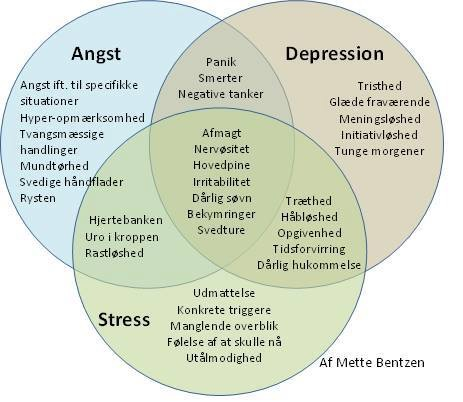 Angst
Angst ift. til specifikke
situationer
Hyper-opmærksomhed
Tvangsmæssige
handlinger
Mundtørhed
Svedige håndflader
Rysten
Panik
Smerter
Negative tanker
Depression
Tristhed
Glæde fraværende
Meningsløshed
Initiativløshed
Tunge morgener
Afmagt
Nervøsitet
Hovedpine
Irritabilitet
Dårlig søvn
Bekymringer
Svedture
Hjertebanken
Uro i kroppen
Rastløshed
Træthed
Håbløshed
Opgivenhed
Tidsforvirring
Dårlig hukommelse
Stress
Udmattelse
Konkrete triggere
Manglende overblik
Følelse af at skulle nå
Utålmodighed
Af Mette Bentzen